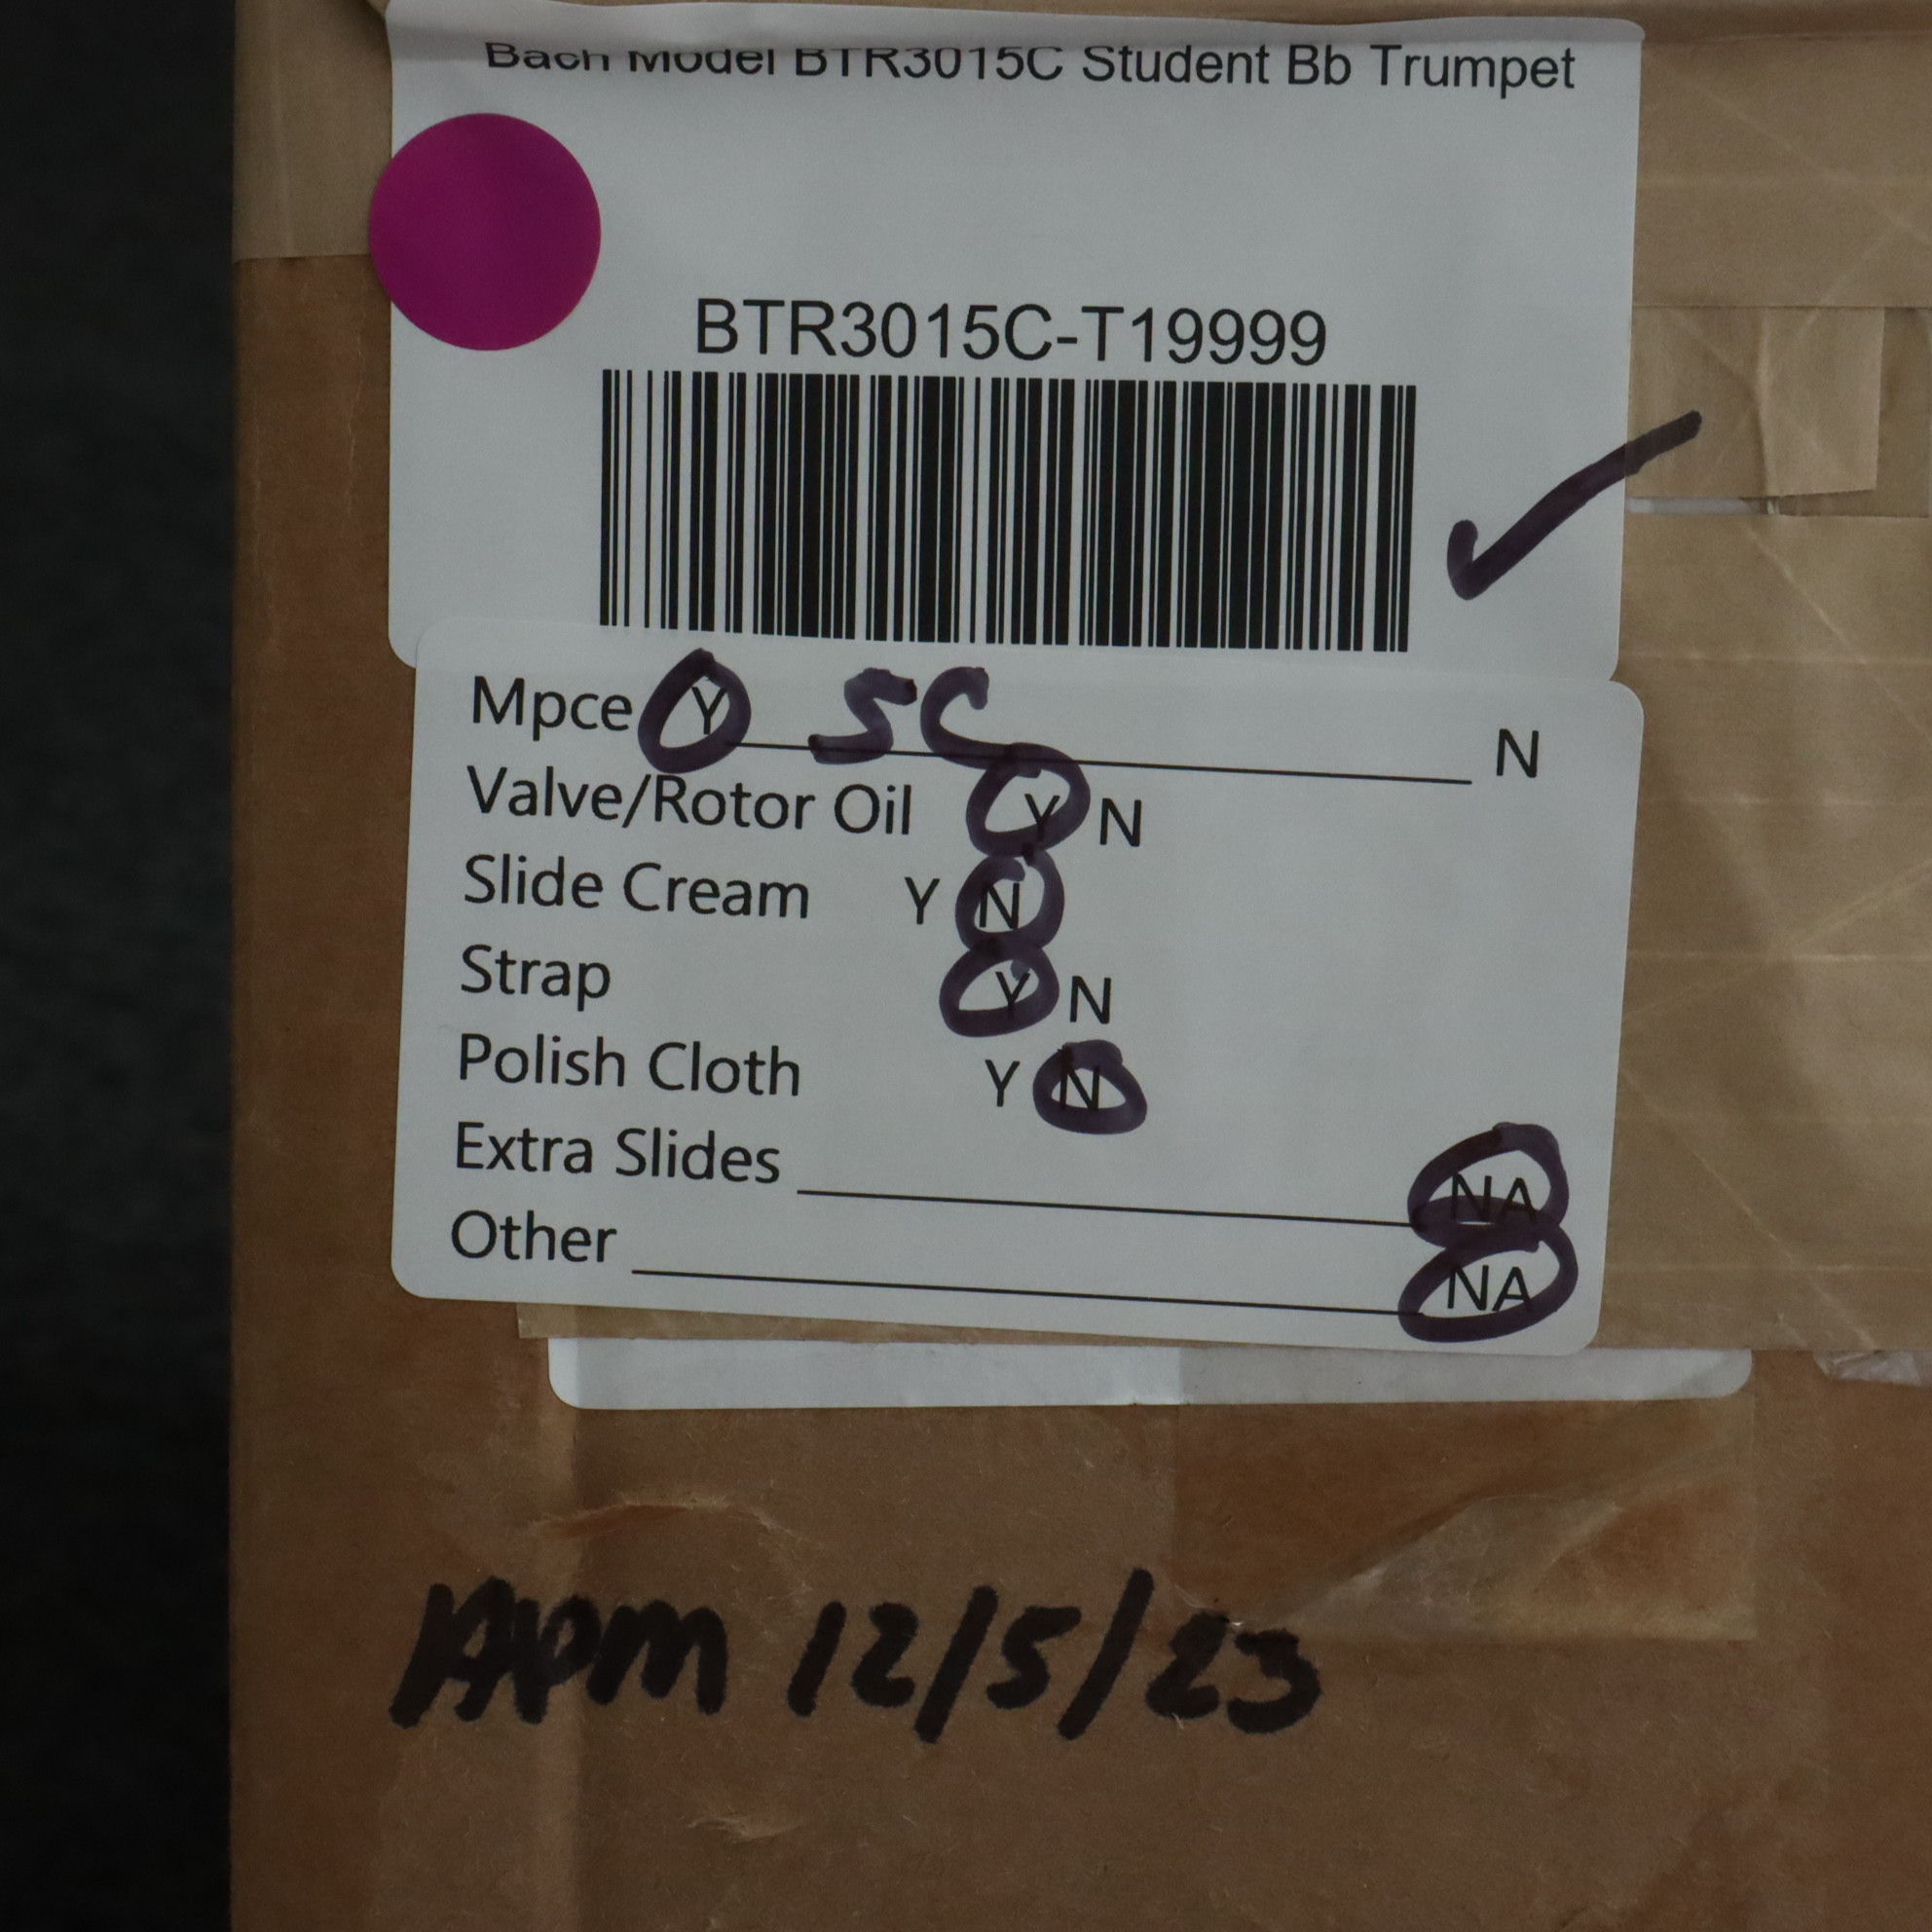 Bach Model BTR3015C Student Bb Trumpet
BTR3015C-T19999
Mpce Y 5C N
Valve/Rotor Oil Y N
Slide Cream Y N
Strap Y N
Polish Cloth Y N
Extra Slides NA
Other NA
12/5/23